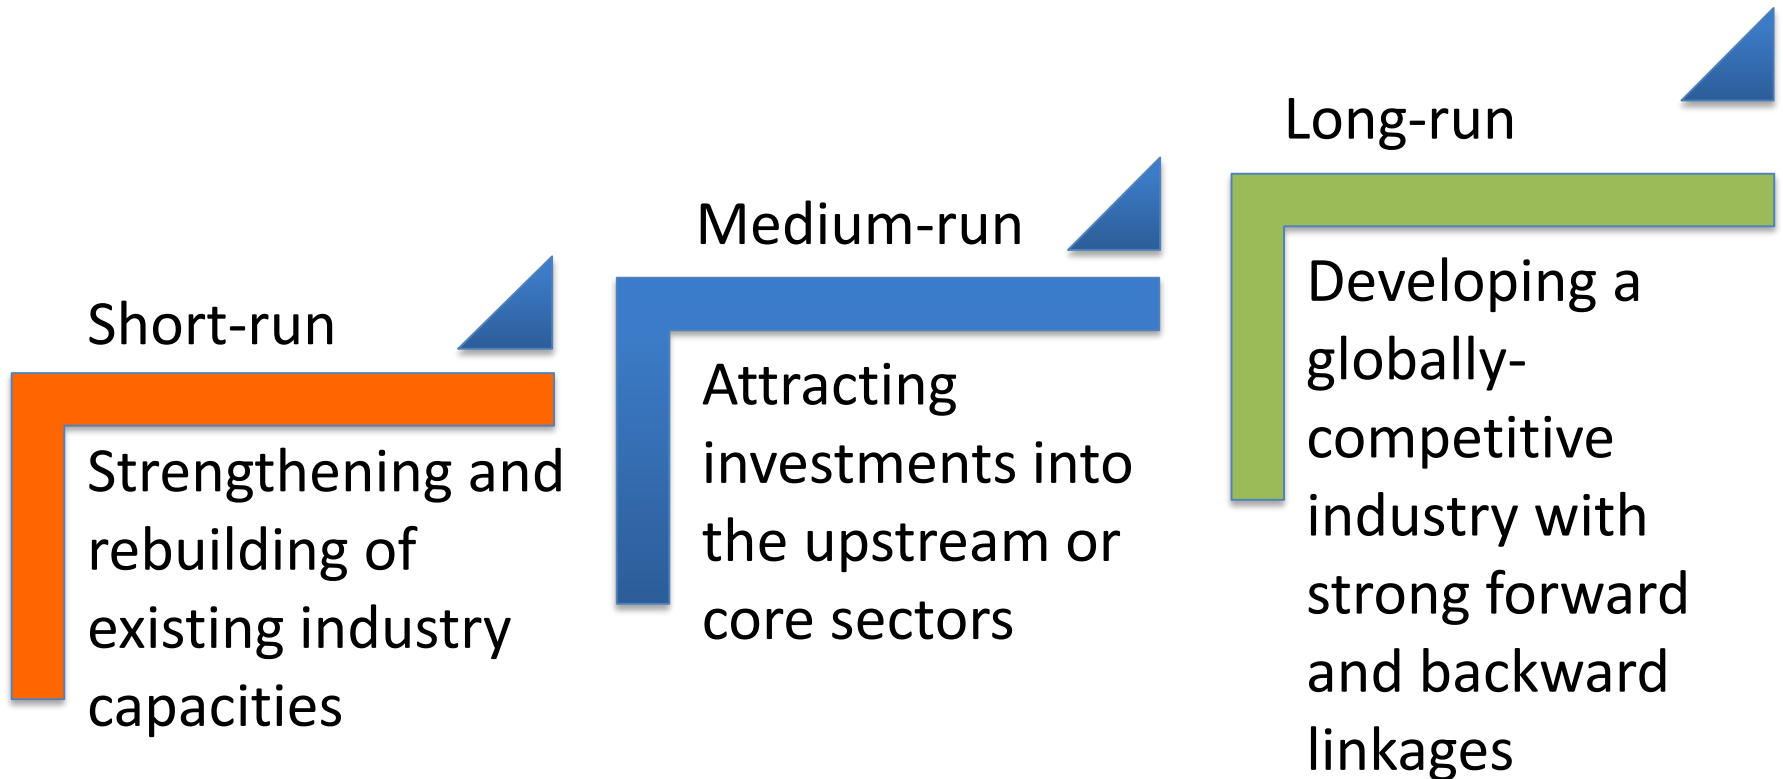 Short-run
Strengthening and
rebuilding of
existing industry
capacities
Medium-run
Attracting
investments into
the upstream or
core sectors
Long-run
Developing a
globally-
competitive
industry with
strong forward
and backward
linkages